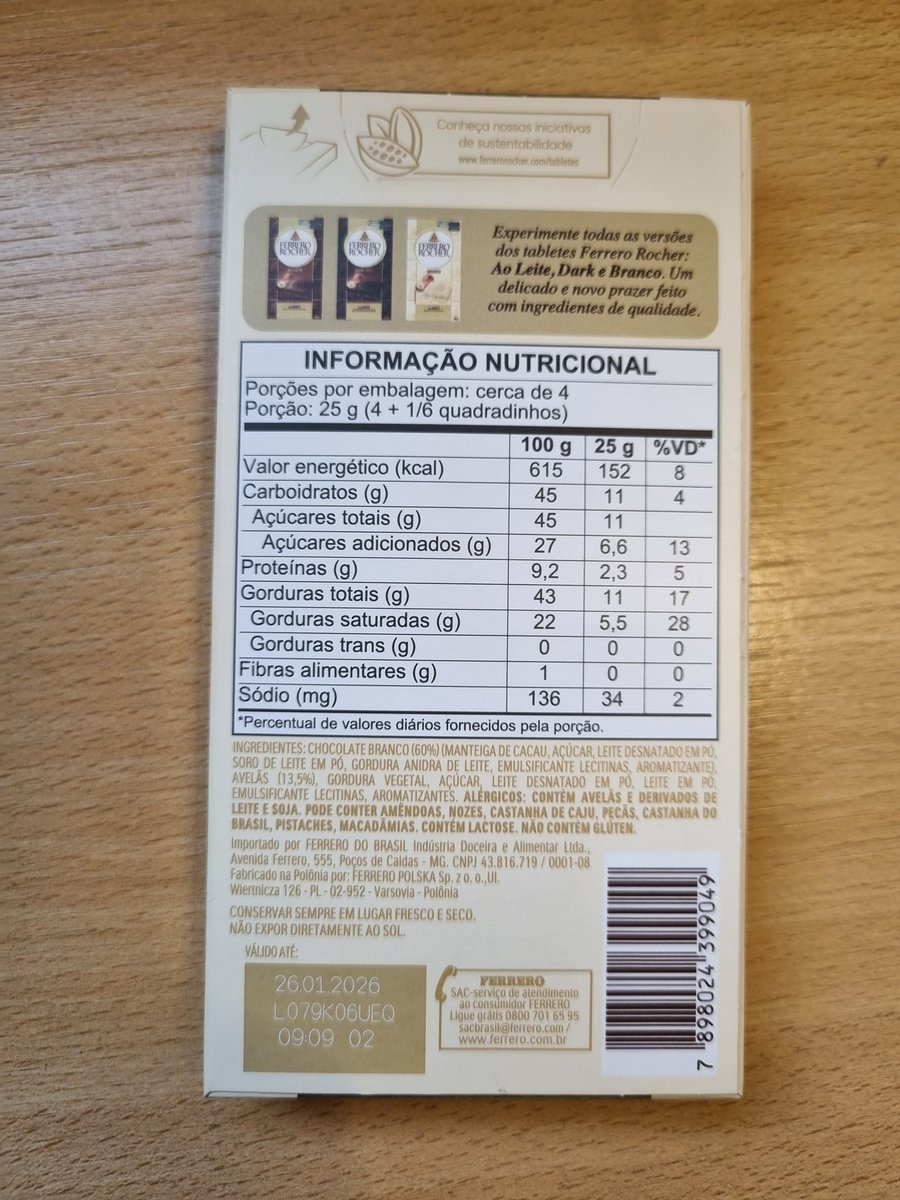 Conheça nossas iniciativas
de sustentabilidade
www.ferrerorocher.com/tabletes
FERRERO
ROCHER
FERRERO
ROCHER
FERRERO
ROCHER
Experimente todas as versões
dos tabletes Ferrero Rocher:
Ao Leite, Dark e Branco. Um
delicado e novo prazer feito
com ingredientes de qualidade.
INFORMAÇÃO NUTRICIONAL
Porções por embalagem: cerca de 4
Porção: 25 g (4 + 1/6 quadradinhos)
100 g 25 g %VD*
Valor energético (kcal) 615 152 8
Carboidratos (g) 45 11 4
Açúcares totais (g) 45 11
Açúcares adicionados (g) 27 6,6 13
Proteínas (g) 9,2 2,3 5
Gorduras totais (g) 43 11 17
Gorduras saturadas (g) 22 5,5 28
Gorduras trans (g) 0 0 0
Fibras alimentares (g) 1 0 0
Sódio (mg) 136 34 2
*Percentual de valores diários fornecidos pela porção.
INGREDIENTES: CHOCOLATE BRANCO (60%) (MANTEIGA DE CACAU, AÇÚCAR, LEITE DESNATADO EM PÓ,
SORO DE LEITE EM PÓ, GORDURA ANIDRA DE LEITE, EMULSIFICANTE LECITINAS, AROMATIZANTE),
AVELÃS (13,5%), GORDURA VEGETAL, AÇÚCAR, LEITE DESNATADO EM PÓ, LEITE EM PÓ,
EMULSIFICANTE LECITINAS, AROMATIZANTES. ALÉRGICOS: CONTÉM AVELÃS E DERIVADOS DE
LEITE E SOJA. PODE CONTER AMÊNDOAS, NOZES, CASTANHA DE CAJU, PECÃS, CASTANHA DO
BRASIL, PISTACHES, MACADÂMIAS. CONTÉM LACTOSE. NÃO CONTÉM GLÚTEN.
Importado por FERRERO DO BRASIL Indústria Doceira e Alimentar Ltda.,
Avenida Ferrero, 555, Poços de Caldas - MG. CNPJ 43.816.719 / 0001-08
Fabricado na Polônia por: FERRERO POLSKA Sp. z o. o.,Ul.
Wiertnicza 126 - PL - 02-952 - Varsovia - Polônia
CONSERVAR SEMPRE EM LUGAR FRESCO E SECO.
NÃO EXPOR DIRETAMENTE AO SOL.
VÁLIDO ATÉ:
26.01.2026
L079K06UEQ
09:09 02
FERRERO
SAC-serviço de atendimento
ao consumidor FERRERO
Ligue grátis 0800 701 65 95
sacbrasil@ferrero.com /
www.ferrero.com.br
7 898024 399049